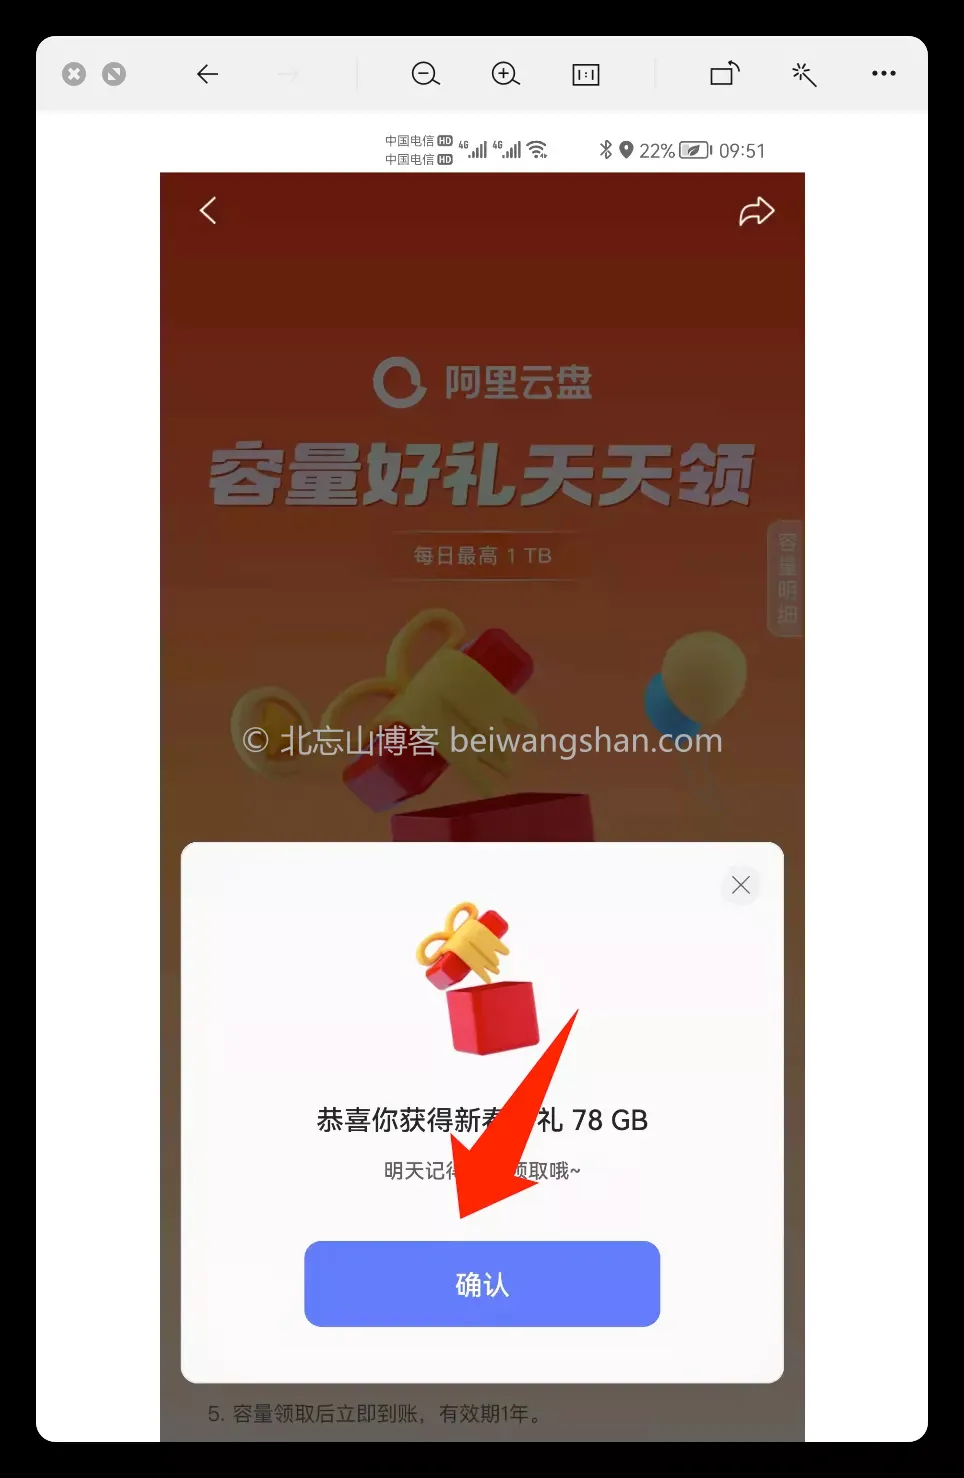 中国电信 HD 4G 4G
中国电信 HD
22% 09:51
阿里云盘
容量好礼天天领
每日最高 1 TB
容量明细
© 北忘山博客 beiwangshan.com
恭喜你获得新春 礼 78 GB
明天记得 领取哦~
确认
5. 容量领取后立即到账，有效期1年。